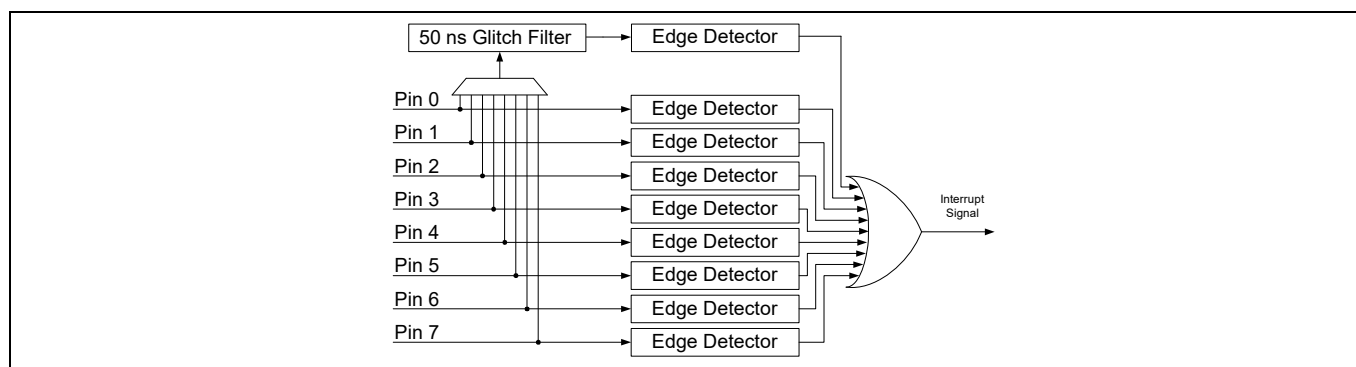 50 ns Glitch Filter
Edge Detector
Pin 0
Edge Detector
Pin 1
Edge Detector
Pin 2
Edge Detector
Pin 3
Edge Detector
Pin 4
Edge Detector
Pin 5
Edge Detector
Pin 6
Edge Detector
Pin 7
Edge Detector
Interrupt
Signal